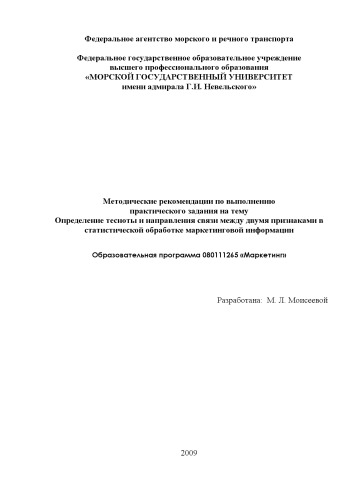 Федеральное агентство морского и речного транспорта
Федеральное государственное образовательное учреждение
высшего профессионального образования
«МОРСКОЙ ГОСУДАРСТВЕННЫЙ УНИВЕРСИТЕТ
имени адмирала Г.И. Невельского»
Методические рекомендации по выполнению
практического задания на тему
Определение тесноты и направления связи между двумя признаками в
статистической обработке маркетинговой информации
Образовательная программа 080111265 «Маркетинг»
Разработана: М. Л. Моисеевой
2009